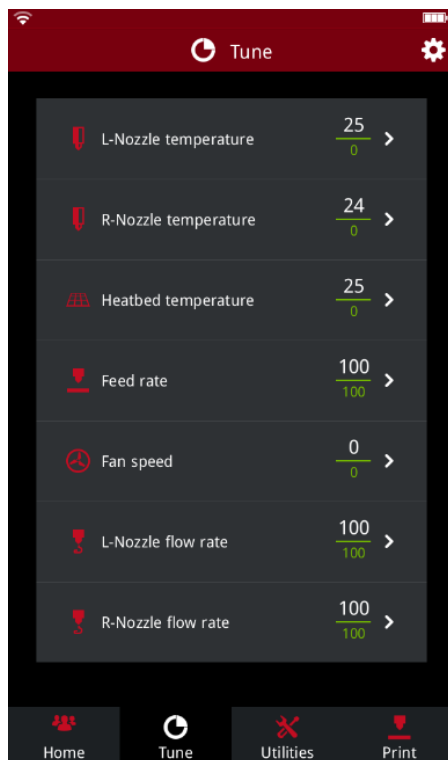 Tune
L-Nozzle temperature 25
0
R-Nozzle temperature 24
0
Heatbed temperature 25
0
Feed rate 100
100
Fan speed 0
0
L-Nozzle flow rate 100
100
R-Nozzle flow rate 100
100
Home Tune Utilities Print